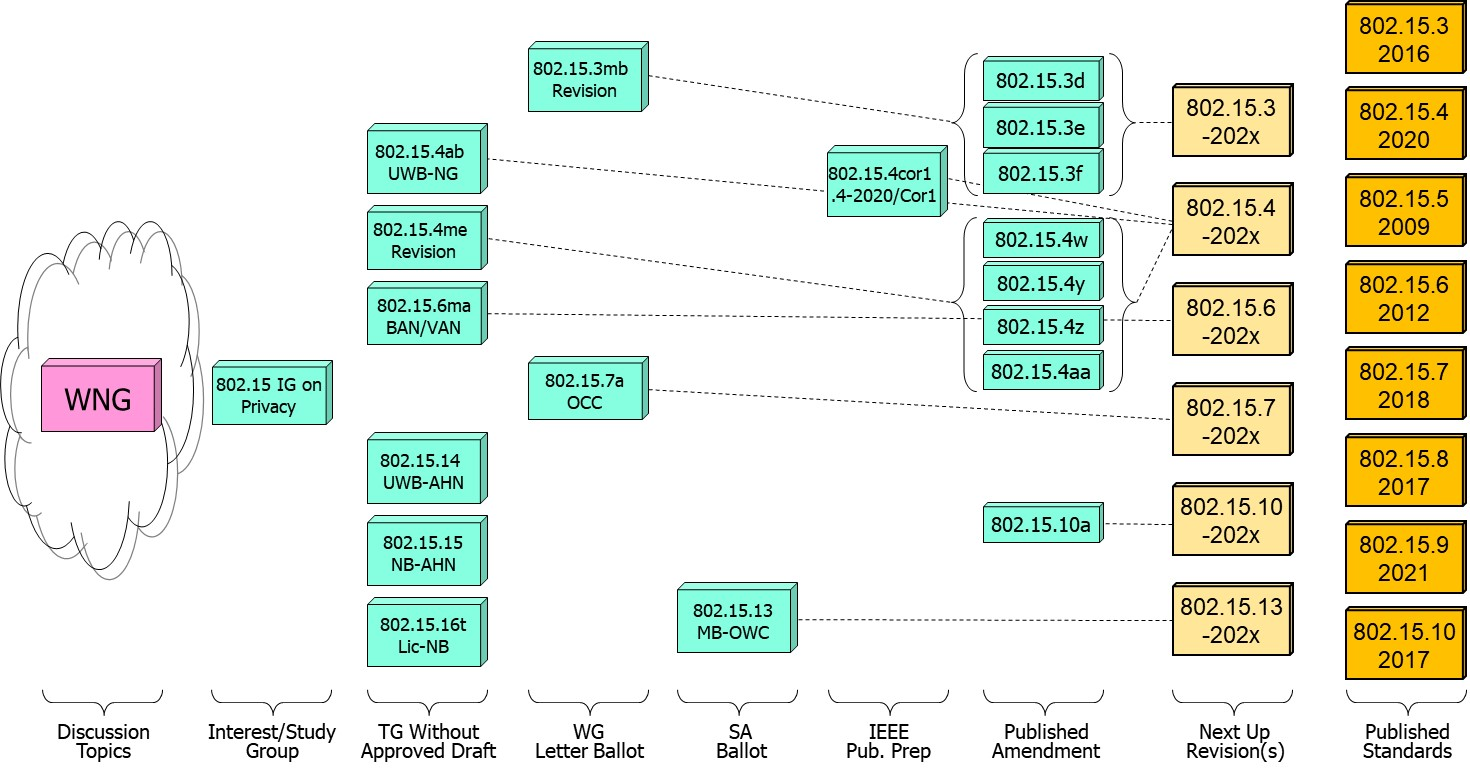 WNG
802.15 IG on
Privacy
802.15.4ab
UWB-NG
802.15.4me
Revision
802.15.6ma
BAN/VAN
802.15.14
UWB-AHN
802.15.15
NB-AHN
802.15.16t
Lic-NB
802.15.3mb
Revision
802.15.7a
OCC
802.15.13
MB-OWC
802.15.4cor1
.4-2020/Cor1
802.15.3d
802.15.3e
802.15.3f
802.15.4w
802.15.4y
802.15.4z
802.15.4aa
802.15.10a
802.15.3
-202x
802.15.4
-202x
802.15.6
-202x
802.15.7
-202x
802.15.10
-202x
802.15.13
-202x
802.15.3
2016
802.15.4
2020
802.15.5
2009
802.15.6
2012
802.15.7
2018
802.15.8
2017
802.15.9
2021
802.15.10
2017
Discussion
Topics
Interest/Study
Group
TG Without
Approved Draft
WG
Letter Ballot
SA
Ballot
IEEE
Pub. Prep
Published
Amendment
Next Up
Revision(s)
Published
Standards